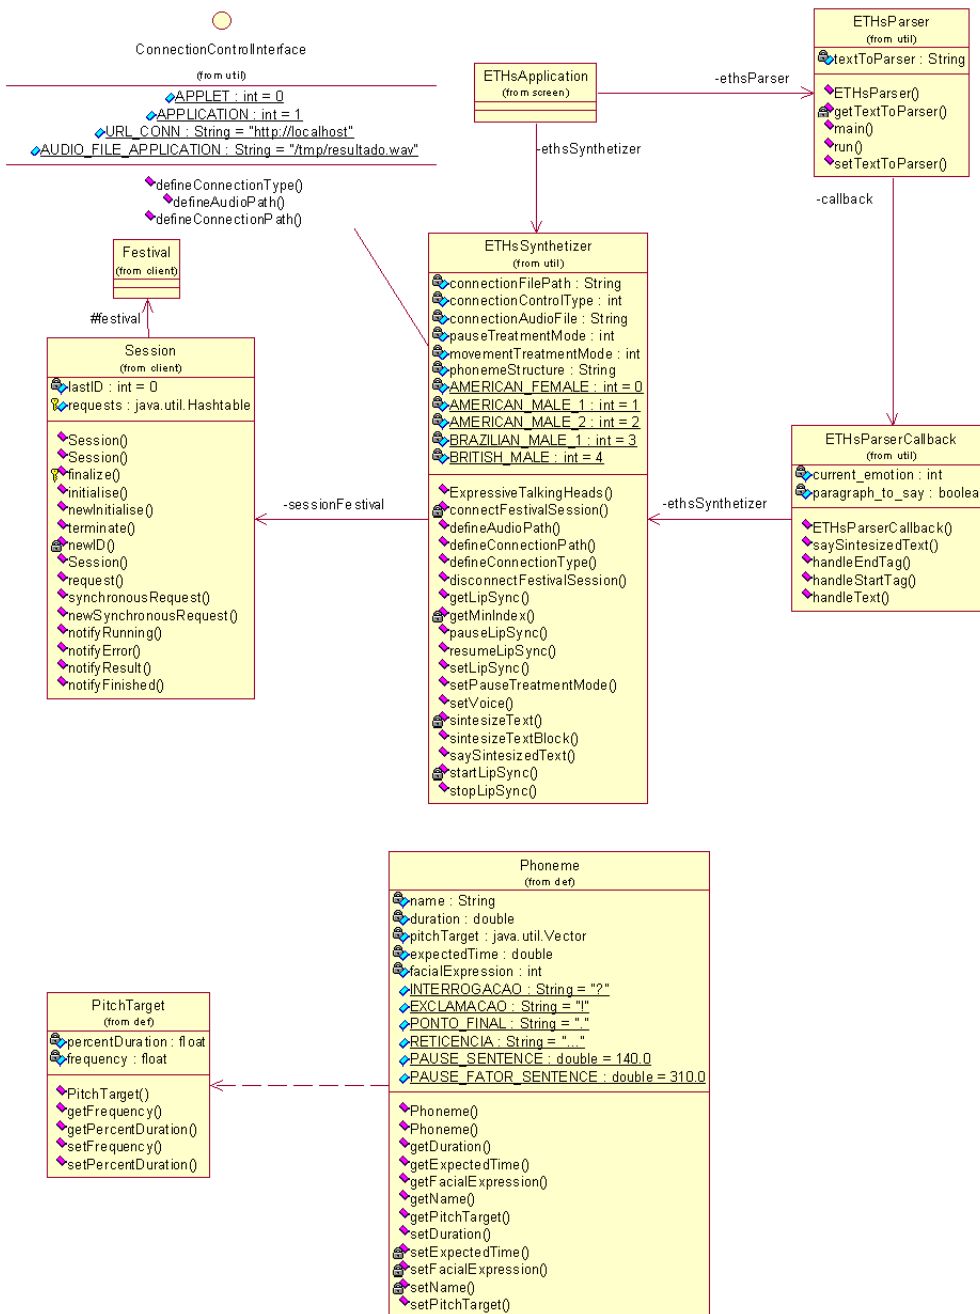 ConnectionControlInterface
(from util)
APPLET : int = 0
APPLICATION : int = 1
URL_CONN : String = "http://localhost"
AUDIO_FILE_APPLICATION : String = "/tmp/resultado.wav"
defineConnectionType()
defineAudioPath()
defineConnectionPath()
ETHsApplication
(from screen)
-ethsParser
-ethsSynthetizer
ETHsParser
(from util)
textToParser : String
ETHsParser()
getTextToParser()
main()
run()
setTextToParser()
-callback
Festival
(from client)
#festival
Session
(from client)
lastID : int = 0
requests : java.util.Hashtable
Session()
Session()
finalize()
initialise()
newInitialise()
terminate()
newID()
Session()
request()
synchronousRequest()
newSynchronousRequest()
notifyRunning()
notifyError()
notifyResult()
notifyFinished()
-sessionFestival
ETHsSynthetizer
(from util)
connectionFilePath : String
connectionControlType : int
connectionAudioFile : String
pauseTreatmentMode : int
movementTreatmentMode : int
phonemeStructure : String
AMERICAN_FEMALE : int = 0
AMERICAN_MALE_1 : int = 1
AMERICAN_MALE_2 : int = 2
BRAZILIAN_MALE_1 : int = 3
BRITISH_MALE : int = 4
ExpressiveTalkingHeads()
connectFestivalSession()
defineAudioPath()
defineConnectionPath()
defineConnectionType()
disconnectFestivalSession()
getLipSync()
getMinIndex()
pauseLipSync()
resumeLipSync()
setLipSync()
setPauseTreatmentMode()
setVoice()
sintesizeText()
sintesizeTextBlock()
saySintesizedText()
startLipSync()
stopLipSync()
-ethsSynthetizer
ETHsParserCallback
(from util)
current_emotion : int
paragraph_to_say : boolea
ETHsParserCallback()
saySintesizedText()
handleEndTag()
handleStartTag()
handleText()
PitchTarget
(from def)
percentDuration : float
frequency : float
PitchTarget()
getFrequency()
getPercentDuration()
setFrequency()
setPercentDuration()
Phoneme
(from def)
name : String
duration : double
pitchTarget : java.util.Vector
expectedTime : double
facialExpression : int
INTERROGACAO : String = "?"
EXCLAMACAO : String = "!"
PONTO_FINAL : String = "."
RETICENCIA : String = "..."
PAUSE_SENTENCE : double = 140.0
PAUSE_FATOR_SENTENCE : double = 310.0
Phoneme()
Phoneme()
getDuration()
getExpectedTime()
getFacialExpression()
getName()
getPitchTarget()
setDuration()
setExpectedTime()
setFacialExpression()
setName()
setPitchTarget()